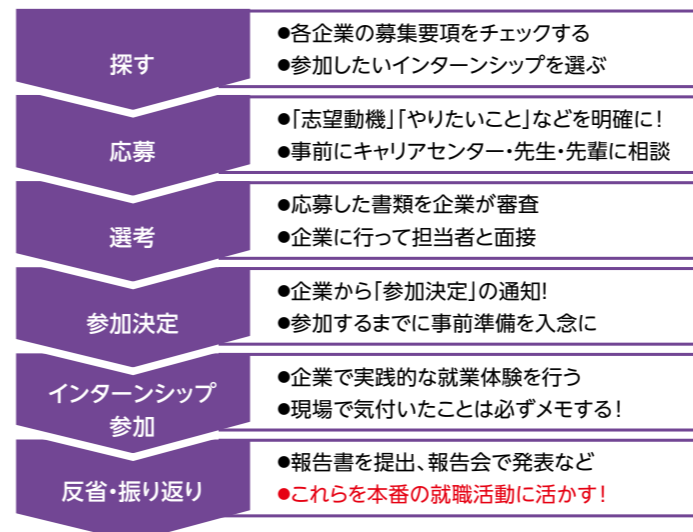 探す
●各企業の募集要項をチェックする
●参加したいインターンシップを選ぶ
応募
●「志望動機」「やりたいこと」などを明確に！
●事前にキャリアセンター・先生・先輩に相談
選考
●応募した書類を企業が審査
●企業に行って担当者と面接
参加決定
●企業から「参加決定」の通知!
●参加するまでに事前準備を入念に
インターンシップ
参加
●企業で実践的な就業体験を行う
●現場で気付いたことは必ずメモする！
反省・振り返り
●報告書を提出、報告会で発表など
●これらを本番の就職活動に活かす！